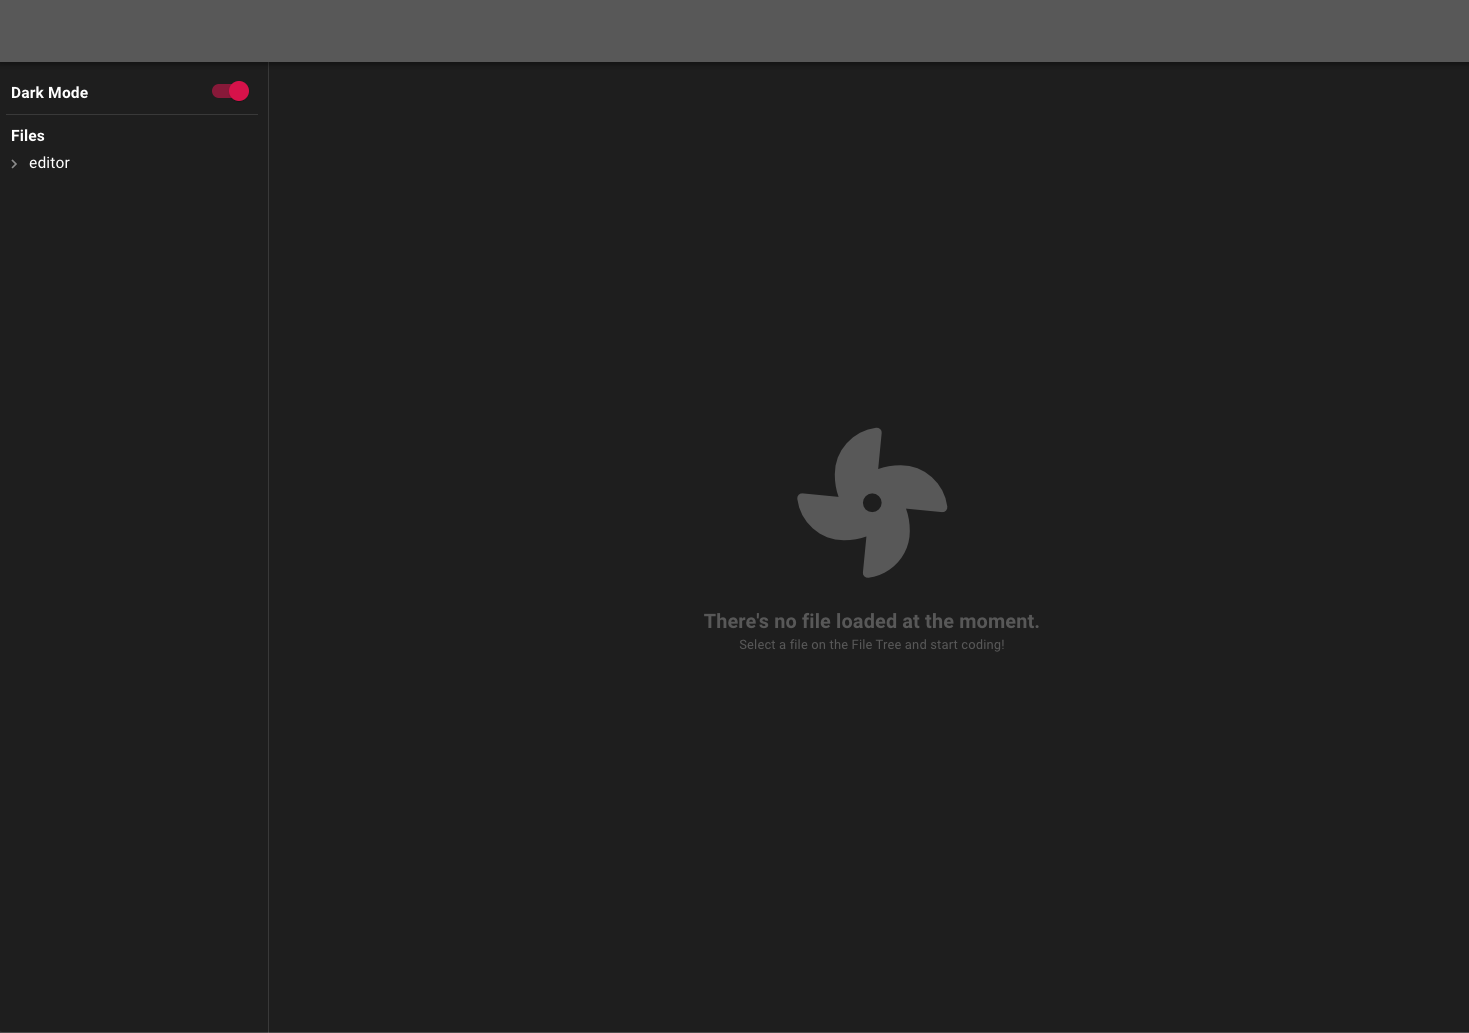 Dark Mode
Files
editor
There's no file loaded at the moment.
Select a file on the File Tree and start coding!